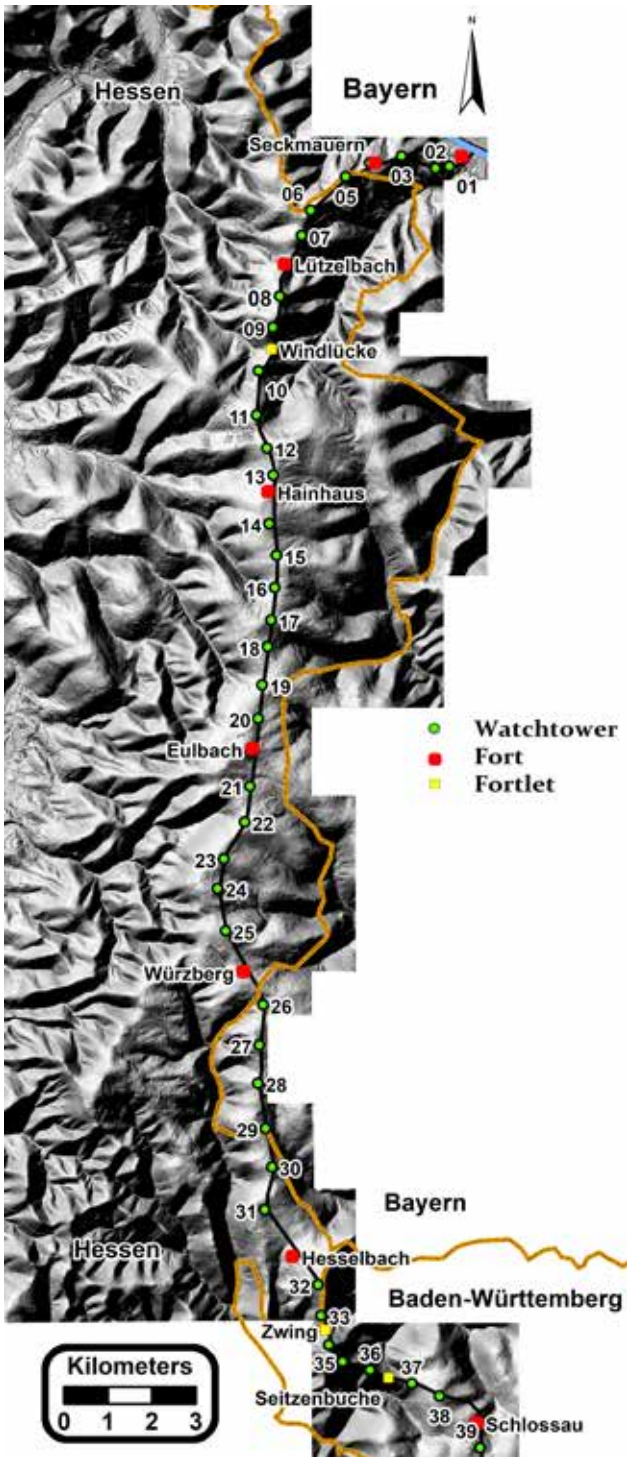 N
Hessen
Bayern
Seckmauern
02
03
01
05
06
07
Lützelbach
08
09
Windlücke
10
11
12
13
Hainhaus
14
15
16
17
18
19
20
Watchtower
Eulbach
Fort
Fortlet
21
22
23
24
25
Würzberg
26
27
28
29
30
31
Bayern
Hessen
Hesselbach
32
Baden-Württemberg
33
Zwing
35
36
37
Seitzenbuche
38
Schlossau
39
Kilometers
0 1 2 3